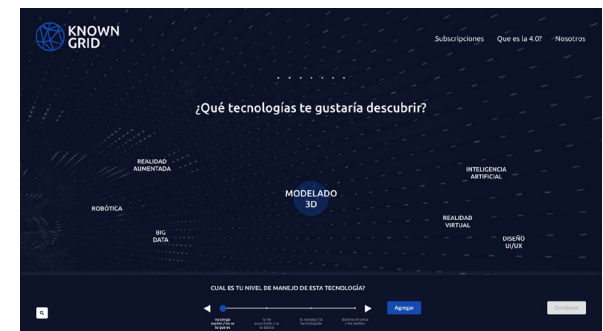 KNOWN
GRID
Subscripciones Que es la 4.0? Nosotros
¿Qué tecnologías te gustaría descubrir?
REALIDAD
AUMENTADA
INTELIGENCIA
ARTIFICIAL
MODELADO
3D
ROBÓTICA
REALIDAD
VIRTUAL
BIG
DATA
DISEÑO
UI/UX
CUAL ES TU NIVEL DE MANEJO DE ESTA TECNOLOGÍA?
Agregar
Continuar